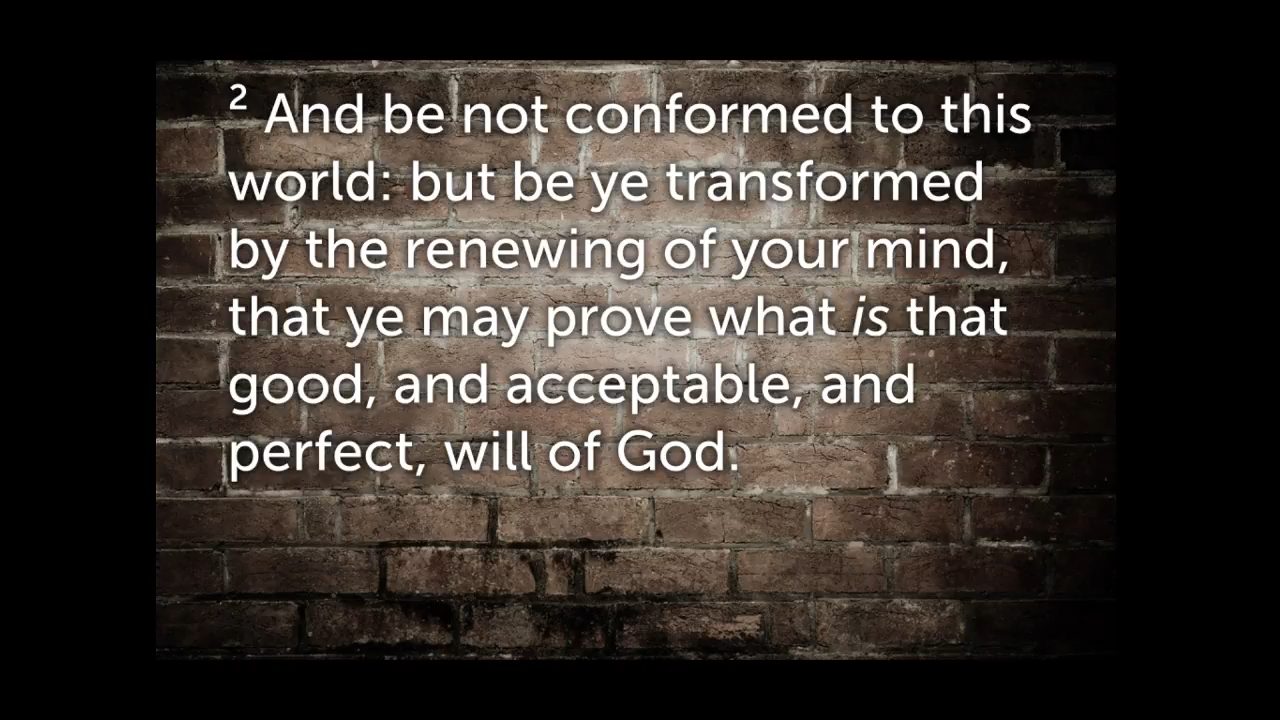 2 And be not conformed to this
world: but be ye transformed
by the renewing of your mind,
that ye may prove what is that
good, and acceptable, and
perfect, will of God.